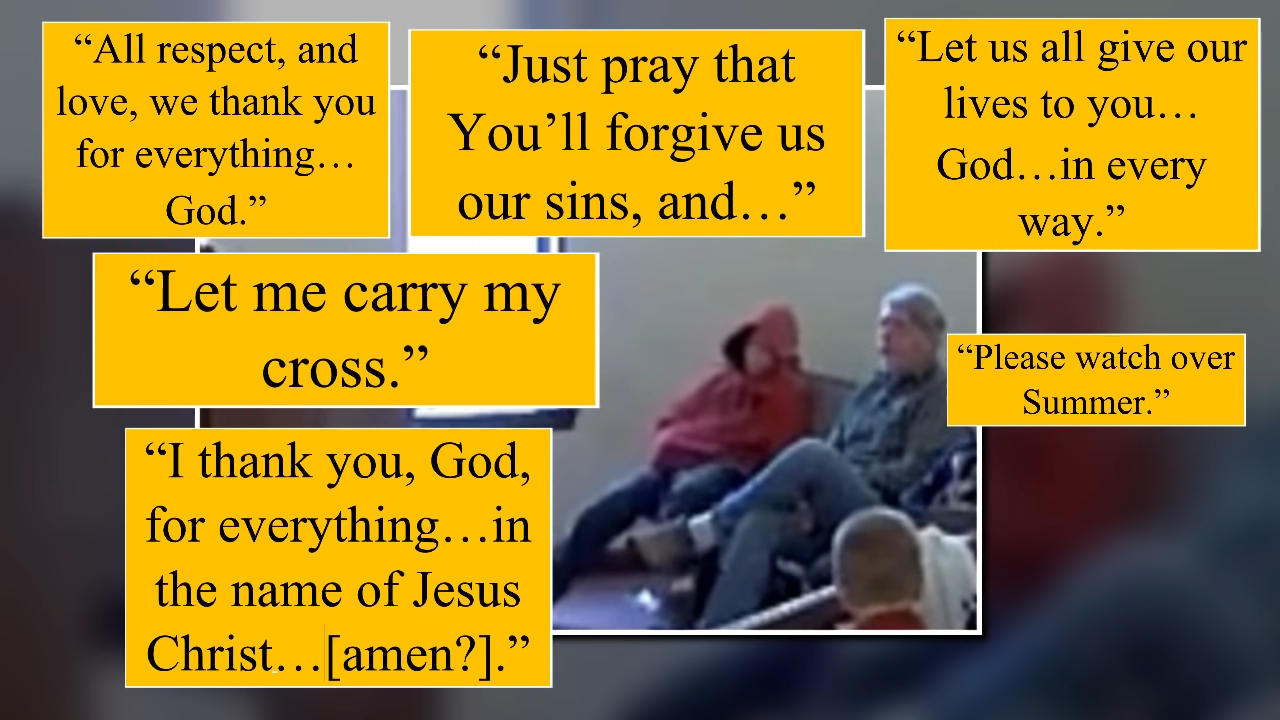 “All respect, and
love, we thank you
for everything…
God.”
“Just pray that
You’ll forgive us
our sins, and…”
“Let us all give our
lives to you…
God…in every
way.”
“Let me carry my
cross.”
“Please watch over
Summer.”
“I thank you, God,
for everything…in
the name of Jesus
Christ…[amen?].”